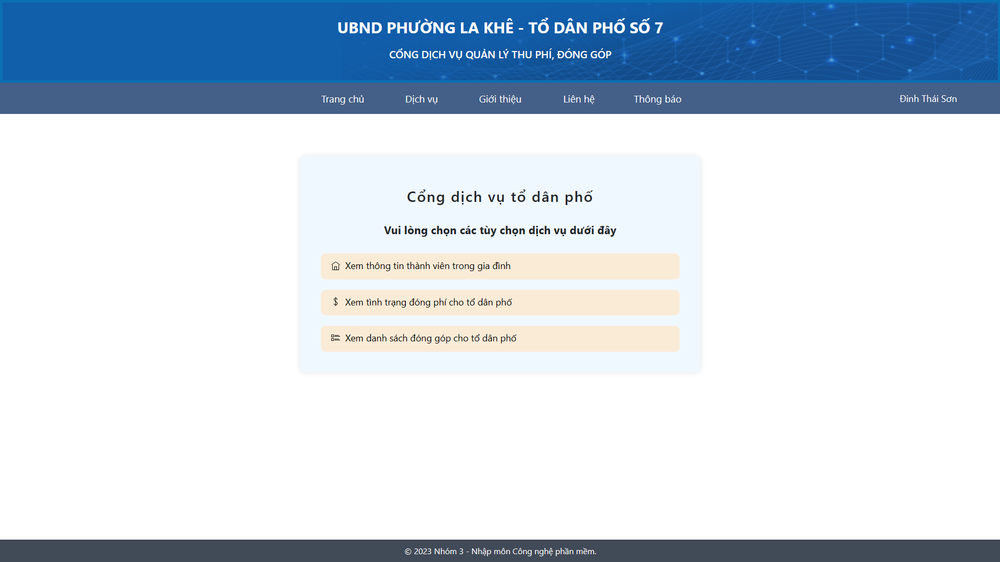 UBND PHƯỜNG LA KHÊ - TỔ DÂN PHỐ SỐ 7
CỔNG DỊCH VỤ QUẢN LÝ THU PHÍ, ĐÓNG GÓP
Trang chủ Dịch vụ Giới thiệu Liên hệ Thông báo Đinh Thái Sơn
Cổng dịch vụ tổ dân phố
Vui lòng chọn các tùy chọn dịch vụ dưới đây
Xem thông tin thành viên trong gia đình
Xem tình trạng đóng phí cho tổ dân phố
Xem danh sách đóng góp cho tổ dân phố
© 2023 Nhóm 3 - Nhập môn Công nghệ phần mềm.